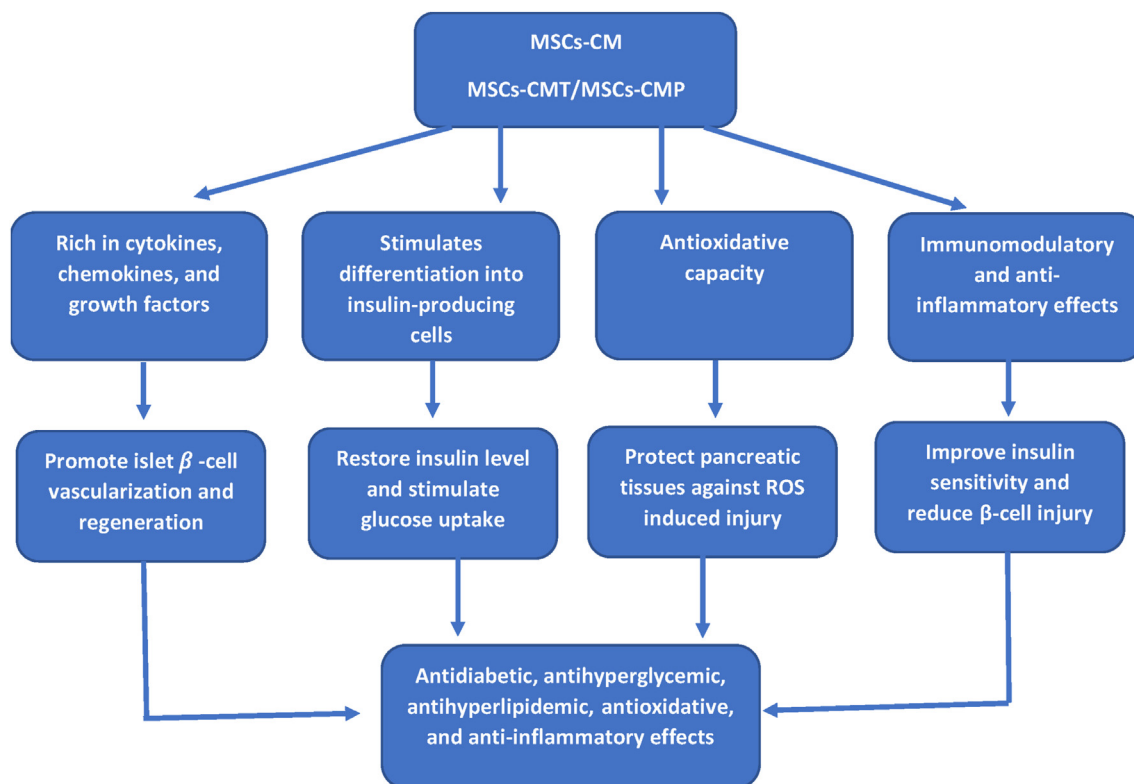 MSCs-CM
MSCs-CMT/MSCs-CMP
Rich in cytokines,
chemokines, and
growth factors
Stimulates
differentiation into
insulin-producing
cells
Antioxidative
capacity
Immunomodulatory
and anti-
inflammatory effects
Promote islet β -cell
vascularization and
regeneration
Restore insulin level
and stimulate
glucose uptake
Protect pancreatic
tissues against ROS
induced injury
Improve insulin
sensitivity and
reduce β-cell injury
Antidiabetic, antihyperglycemic,
antihyperlipidemic, antioxidative,
and anti-inflammatory effects